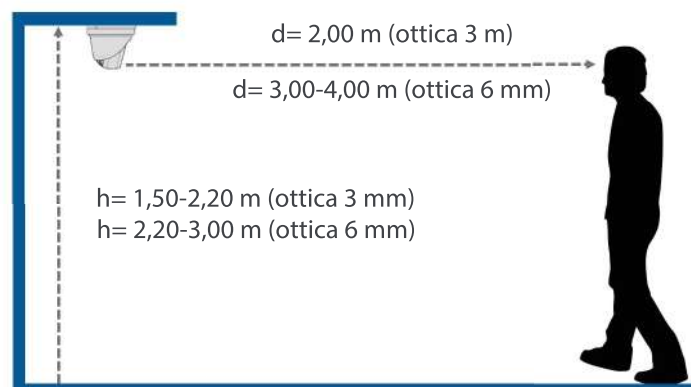 d= 2,00 m (ottica 3 m)
d= 3,00-4,00 m (ottica 6 mm)
h= 1,50-2,20 m (ottica 3 mm)
h= 2,20-3,00 m (ottica 6 mm)